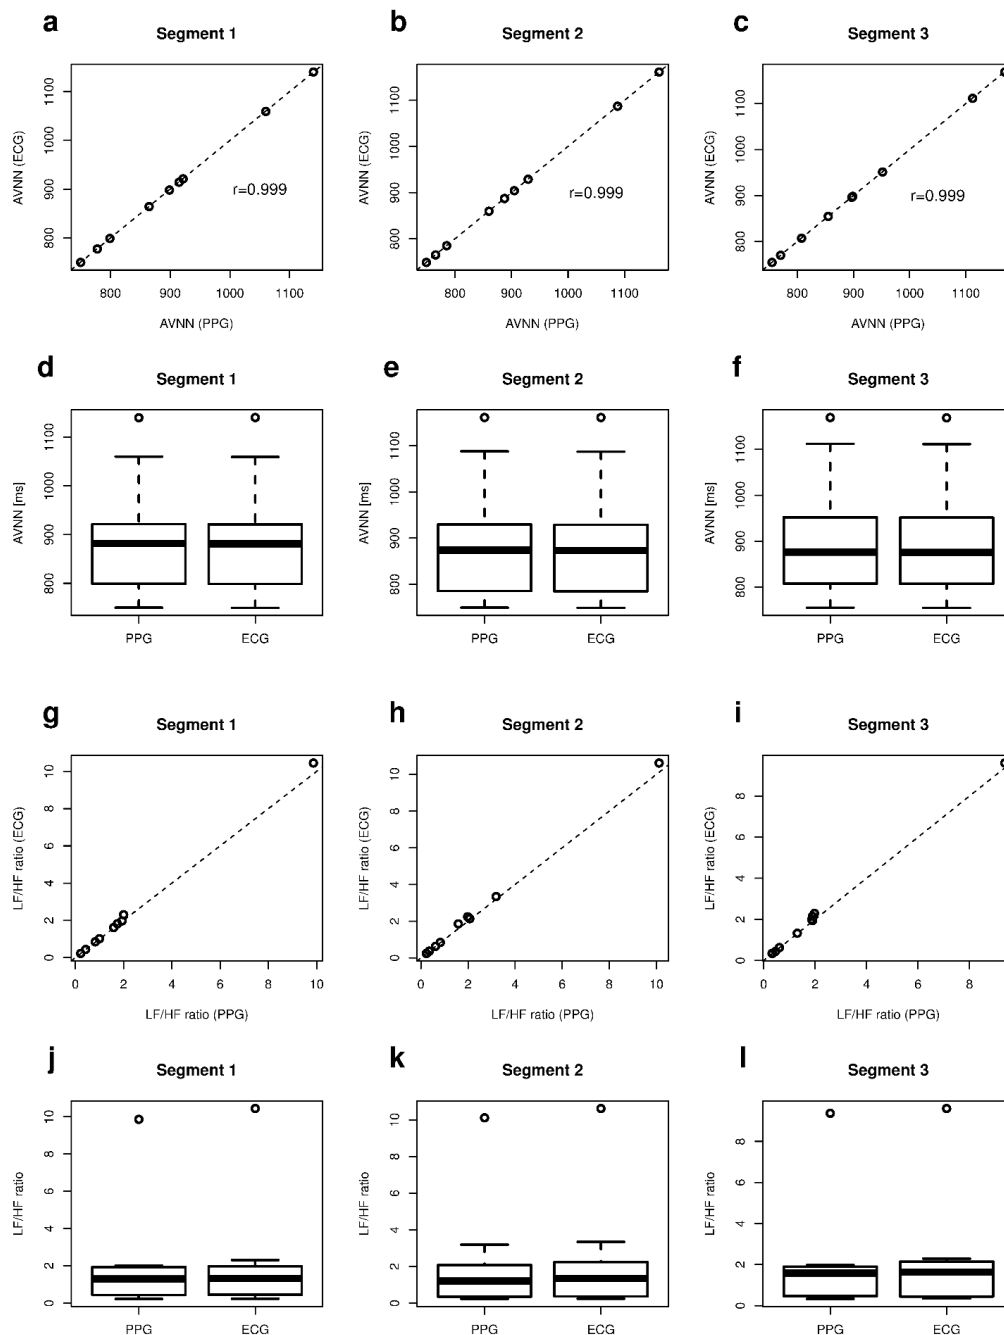 a b c
Segment 1 Segment 2 Segment 3
AVNN (ECG) 800 900 1000 1100
r=0.999
800 900 1000 1100
AVNN (PPG)
AVNN (ECG) 800 900 1000 1100
r=0.999
800 900 1000 1100
AVNN (PPG)
AVNN (ECG) 800 900 1000 1100
r=0.999
800 900 1000 1100
AVNN (PPG)
d e f
Segment 1 Segment 2 Segment 3
AVNN [ms] 800 900 1000 1100
PPG ECG
AVNN [ms] 800 900 1000 1100
PPG ECG
AVNN [ms] 800 900 1000 1100
PPG ECG
g h i
Segment 1 Segment 2 Segment 3
LF/HF ratio (ECG) 0 2 4 6 8 10
0 2 4 6 8 10
LF/HF ratio (PPG)
LF/HF ratio (ECG) 0 2 4 6 8 10
0 2 4 6 8 10
LF/HF ratio (PPG)
LF/HF ratio (ECG) 0 2 4 6 8
0 2 4 6 8
LF/HF ratio (PPG)
j k l
Segment 1 Segment 2 Segment 3
LF/HF ratio 0 2 4 6 8 10
PPG ECG
LF/HF ratio 0 2 4 6 8 10
PPG ECG
LF/HF ratio 0 2 4 6 8
PPG ECG